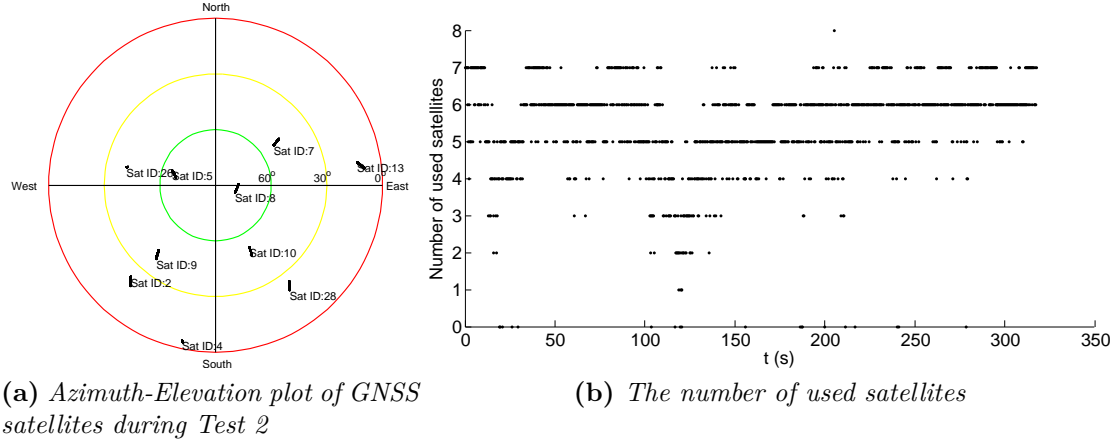 North
Sat ID:7
Sat ID:13
Sat ID:26
Sat ID:5
60°
30°
0°
West
East
Sat ID:8
Sat ID:10
Sat ID:9
Sat ID:2
Sat ID:28
Sat ID:4
South
(a) Azimuth-Elevation plot of GNSS
satellites during Test 2
Number of used satellites
8
7
6
5
4
3
2
1
0
0 50 100 150 200 250 300 350
t (s)
(b) The number of used satellites